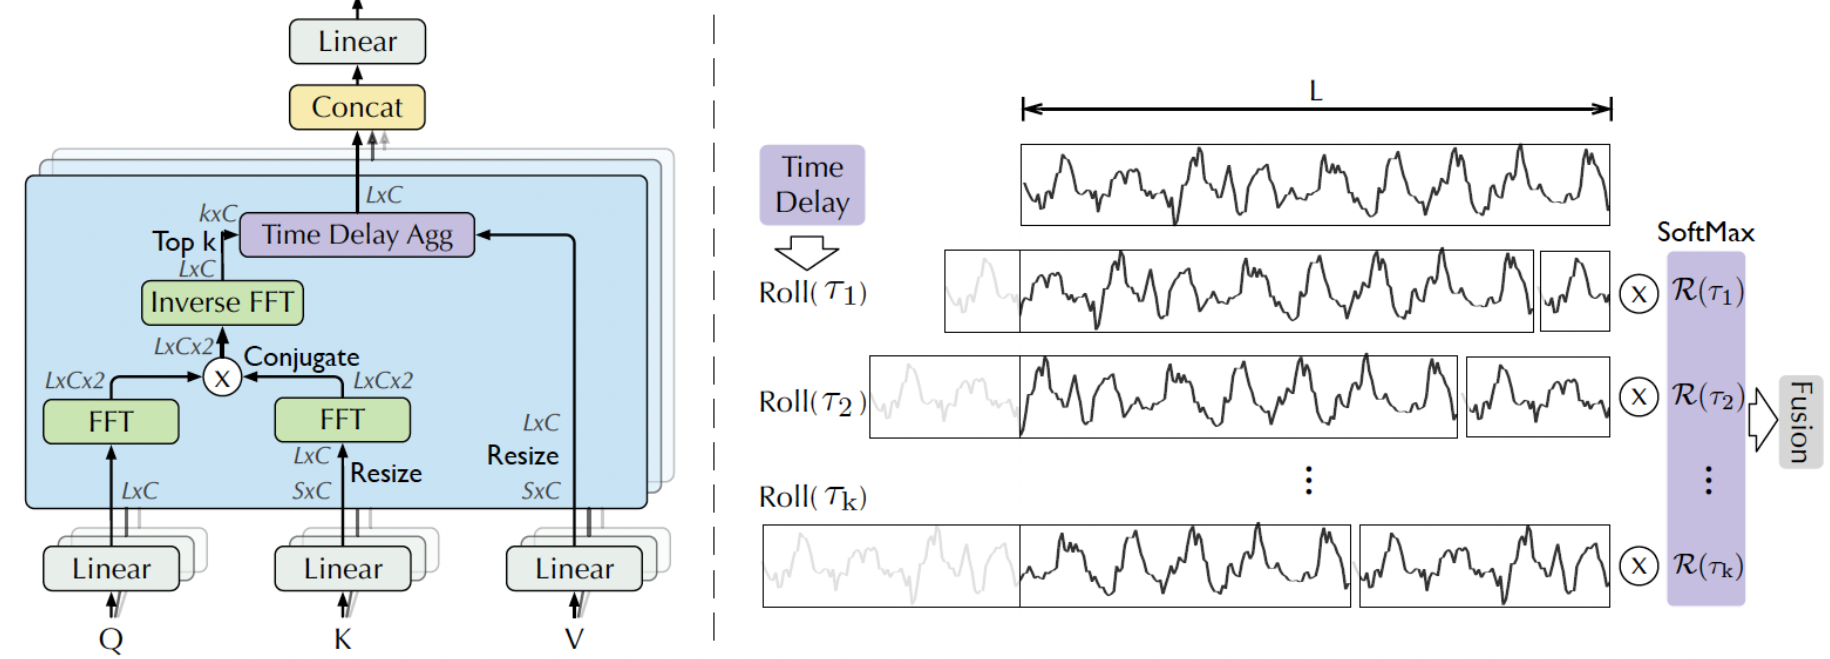 Linear
Concat
LxC
kxC
Top k
Time Delay Agg
LxC
Inverse FFT
LxCx2
Conjugate
LxCx2
X
LxCx2
FFT
FFT
LxC
LxC
Resize
Resize
LxC
SxC
SxC
Linear
Linear
Linear
Q
K
V
L
Time
Delay
SoftMax
Roll(τ1)
X
R(τ1)
Roll(τ2)
X
R(τ2)
Fusion
Roll(τk)
X
R(τk)